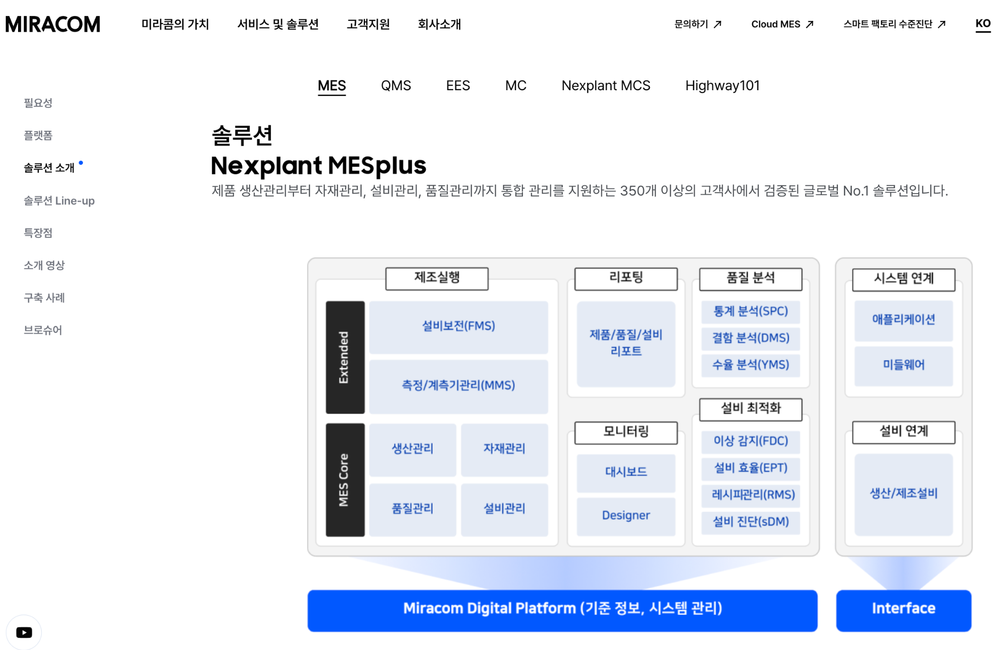 MIRACOM
미라콤의 가치
서비스 및 솔루션
고객지원
회사소개
문의하기
Cloud MES
스마트 팩토리 수준진단
KO
MES
QMS
EES
MC
Nexplant MCS
Highway101
필요성
플랫폼
솔루션 소개
솔루션 Line-up
특장점
소개 영상
구축 사례
브로슈어
솔루션
Nexplant MESplus
제품 생산관리부터 자재관리, 설비관리, 품질관리까지 통합 관리를 지원하는 350개 이상의 고객사에서 검증된 글로벌 No.1 솔루션입니다.
제조실행
Extended
설비보전(FMS)
측정/계측기관리(MMS)
MES Core
생산관리
자재관리
품질관리
설비관리
리포팅
제품/품질/설비
리포트
모니터링
대시보드
Designer
품질 분석
통계 분석(SPC)
결함 분석(DMS)
수율 분석(YMS)
설비 최적화
이상 감지(FDC)
설비 효율(EPT)
레시피관리(RMS)
설비 진단(sDM)
시스템 연계
애플리케이션
미들웨어
설비 연계
생산/제조설비
Miracom Digital Platform (기준 정보, 시스템 관리)
Interface